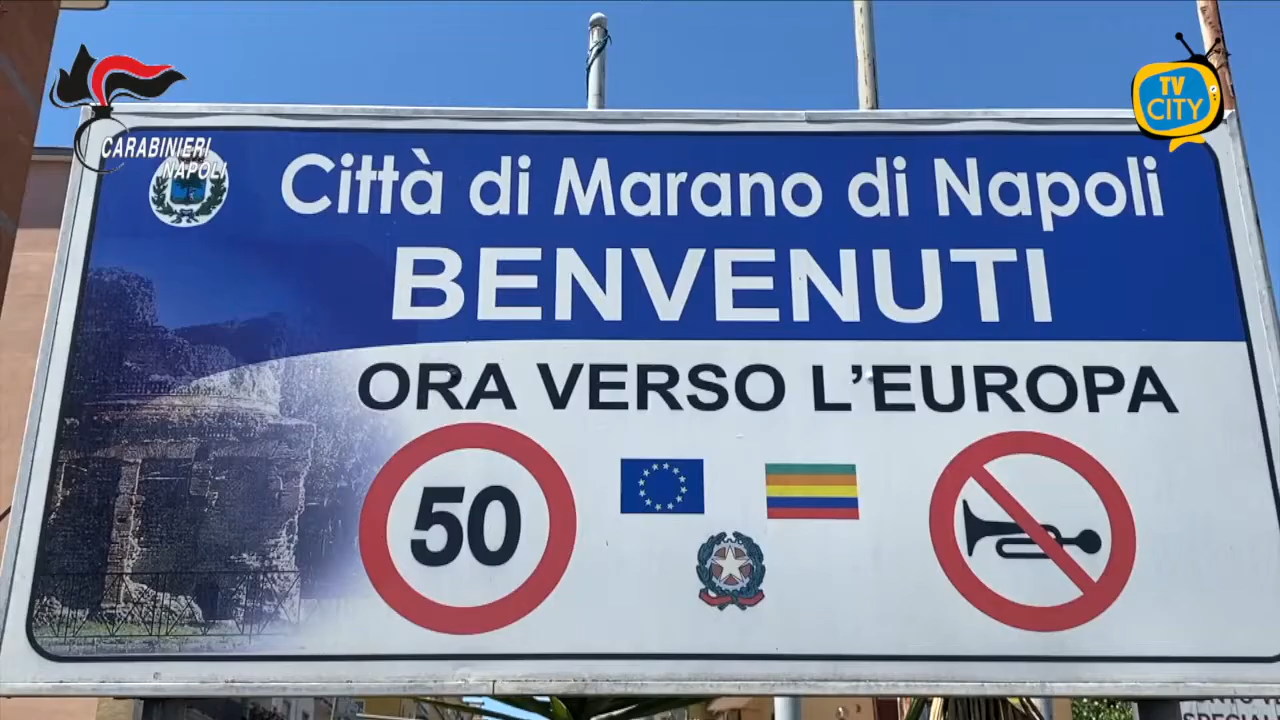 CARABINIERI
NAPOLI
TV
CITY
Città di Marano di Napoli
BENVENUTI
ORA VERSO L'EUROPA
50